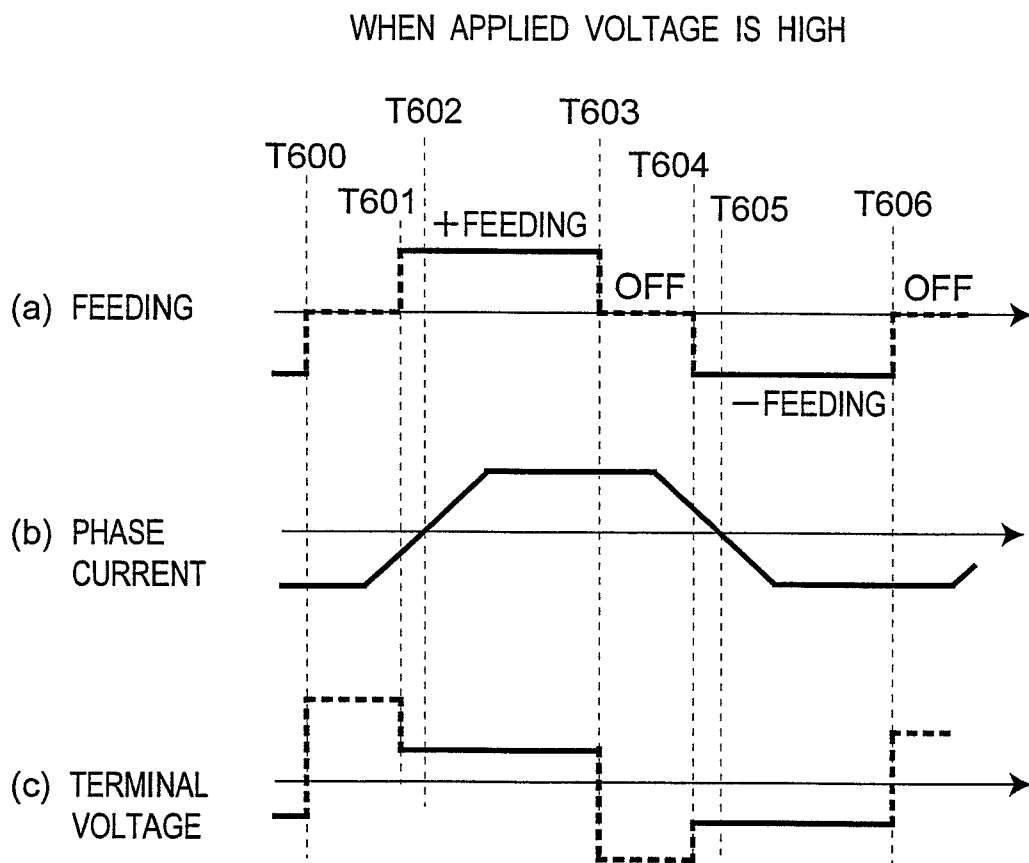 WHEN APPLIED VOLTAGE IS HIGH
T600
T601
T602
T603
T604
T605
T606
(a) FEEDING
+FEEDING
OFF
−FEEDING
OFF
(b) PHASE
CURRENT
(c) TERMINAL
VOLTAGE